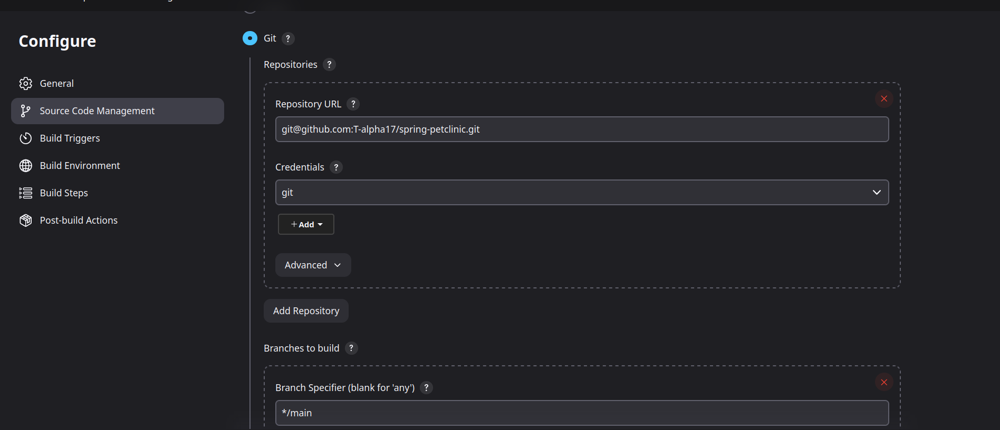 Configure
General
Source Code Management
Build Triggers
Build Environment
Build Steps
Post-build Actions
Git ?
Repositories ?
Repository URL ?
git@github.com:T-alpha17/spring-petclinic.git
Credentials ?
git
+ Add
Advanced
Add Repository
Branches to build ?
Branch Specifier (blank for 'any') ?
*/main